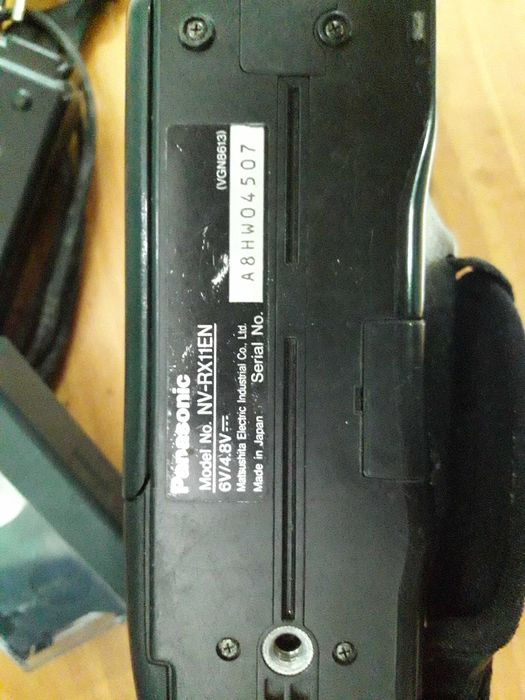 Panasonic
Model No. NV-RX11EN
6V/4.8V⎓
Matsushita Electric Industrial Co., Ltd.
Made in Japan Serial No.
A8HW04507
(VGN8613)